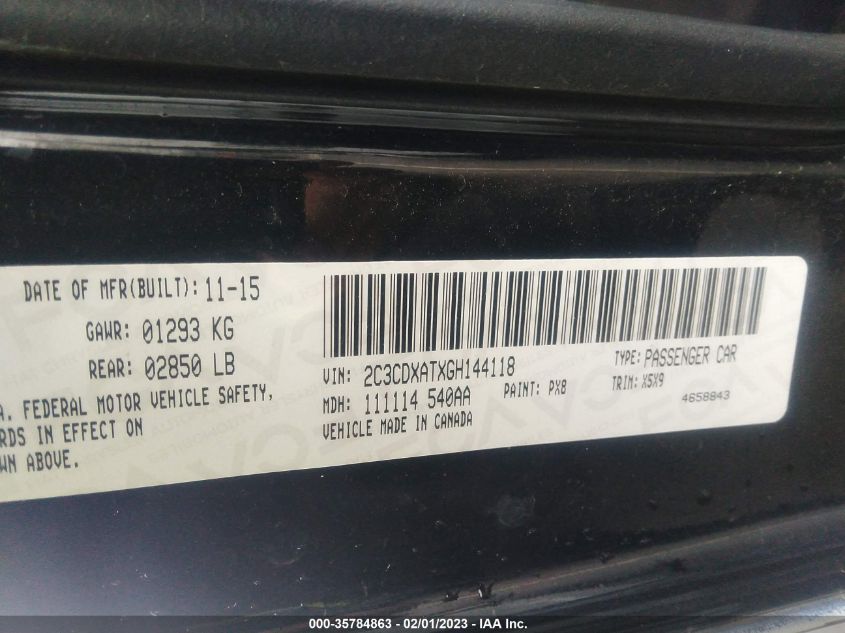 DATE OF MFR(BUILT): 11-15
GAWR: 01293 KG
REAR: 02850 LB
A. FEDERAL MOTOR VEHICLE SAFETY,
RDS IN EFFECT ON
WN ABOVE.
VIN: 2C3CDXATXGH144118
TYPE: PASSENGER CAR
MDH: 111114 540AA
PAINT: PX8
TRIM: X5X9
VEHICLE MADE IN CANADA
4658843
000-35784863 - 02/01/2023 - IAA Inc.